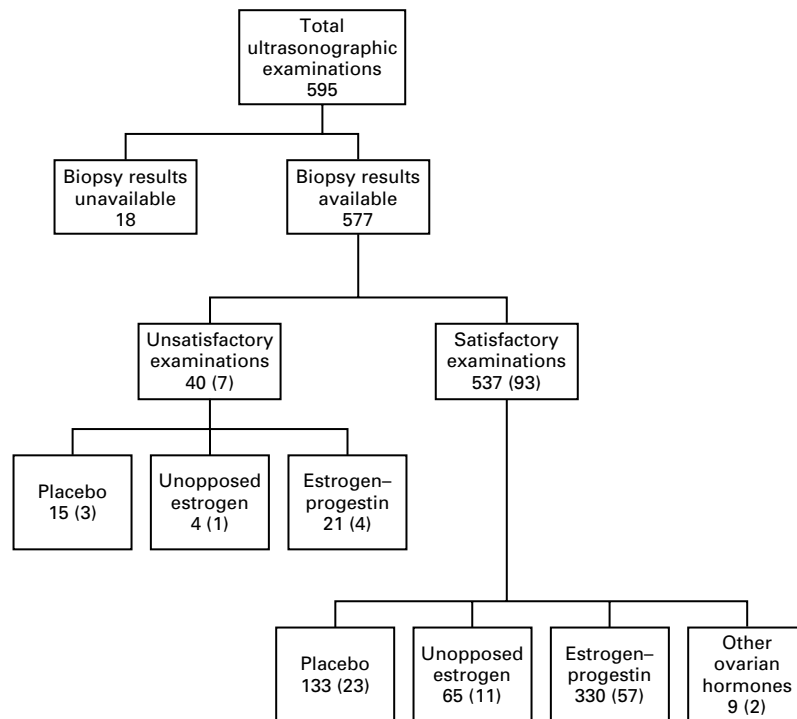 Total
ultrasonographic
examinations
595
Biopsy results
unavailable
18
Biopsy results
available
577
Unsatisfactory
examinations
40 (7)
Satisfactory
examinations
537 (93)
Placebo
15 (3)
Unopposed
estrogen
4 (1)
Estrogen–
progestin
21 (4)
Placebo
133 (23)
Unopposed
estrogen
65 (11)
Estrogen–
progestin
330 (57)
Other
ovarian
hormones
9 (2)